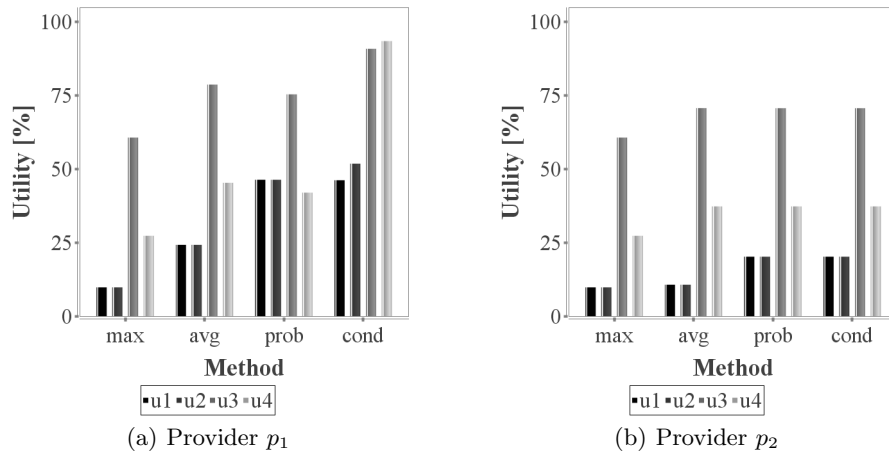 100
75
50
25
0
Utility [%]
max avg prob cond
Method
u1 u2 u3 u4
(a) Provider p1
100
75
50
25
0
Utility [%]
max avg prob cond
Method
u1 u2 u3 u4
(b) Provider p2